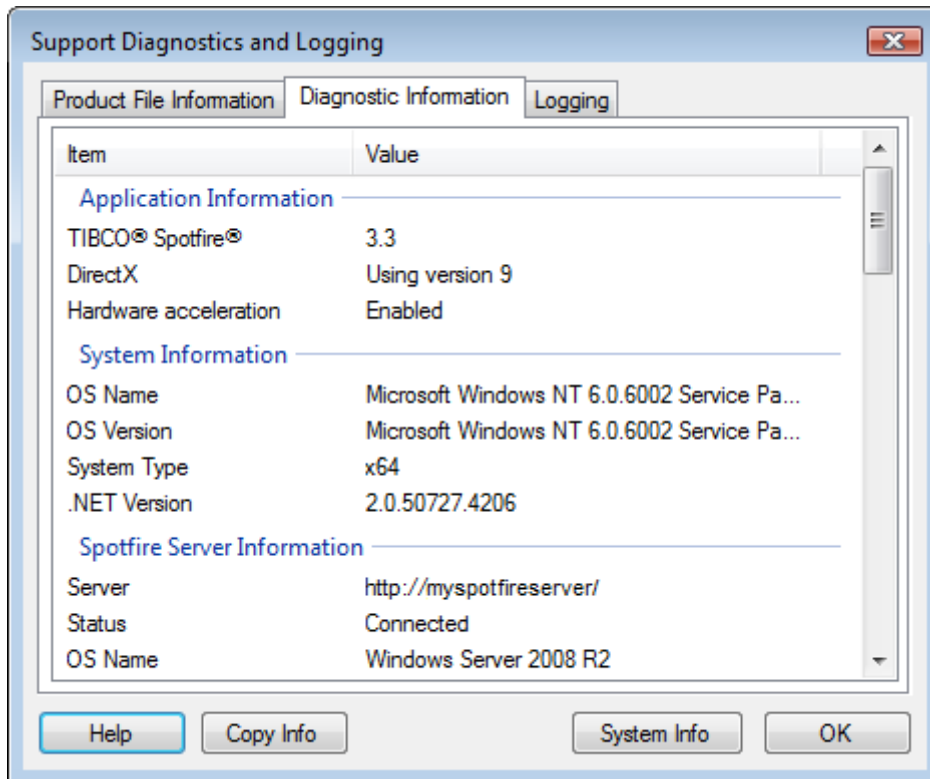 Support Diagnostics and Logging
Product File Information Diagnostic Information Logging
Item Value
Application Information
TIBCO® Spotfire® 3.3
DirectX Using version 9
Hardware acceleration Enabled
System Information
OS Name Microsoft Windows NT 6.0.6002 Service Pa...
OS Version Microsoft Windows NT 6.0.6002 Service Pa...
System Type x64
.NET Version 2.0.50727.4206
Spotfire Server Information
Server http://myspotfireserver/
Status Connected
OS Name Windows Server 2008 R2
Help Copy Info System Info OK